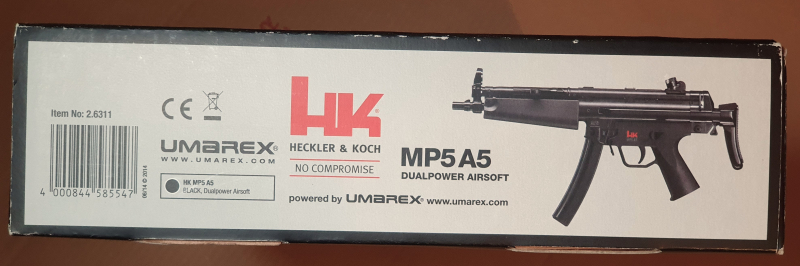 Item No: 2.6311
4 000844 585547
06/14 © 2014
CE
UMAREX®
WWW.UMAREX.COM
HK MP5 A5
BLACK, Dualpower Airsoft
HK
HECKLER & KOCH
NO COMPROMISE
powered by UMAREX® www.umarex.com
MP5 A5
DUALPOWER AIRSOFT
HK